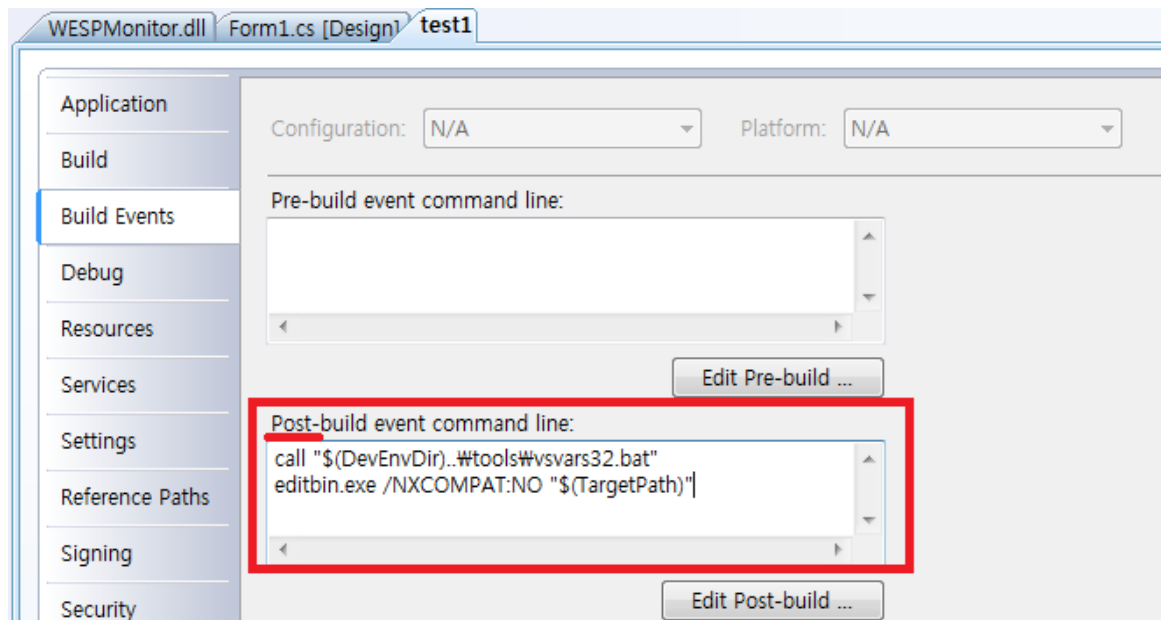 WESPMonitor.dll Form1.cs [Design] test1
Application
Build
Build Events
Debug
Resources
Services
Settings
Reference Paths
Signing
Security
Configuration: N/A Platform: N/A
Pre-build event command line:
Edit Pre-build ...
Post-build event command line:
call "$(DevEnvDir)..₩tools₩vsvars32.bat"
editbin.exe /NXCOMPAT:NO "$(TargetPath)"
Edit Post-build ...